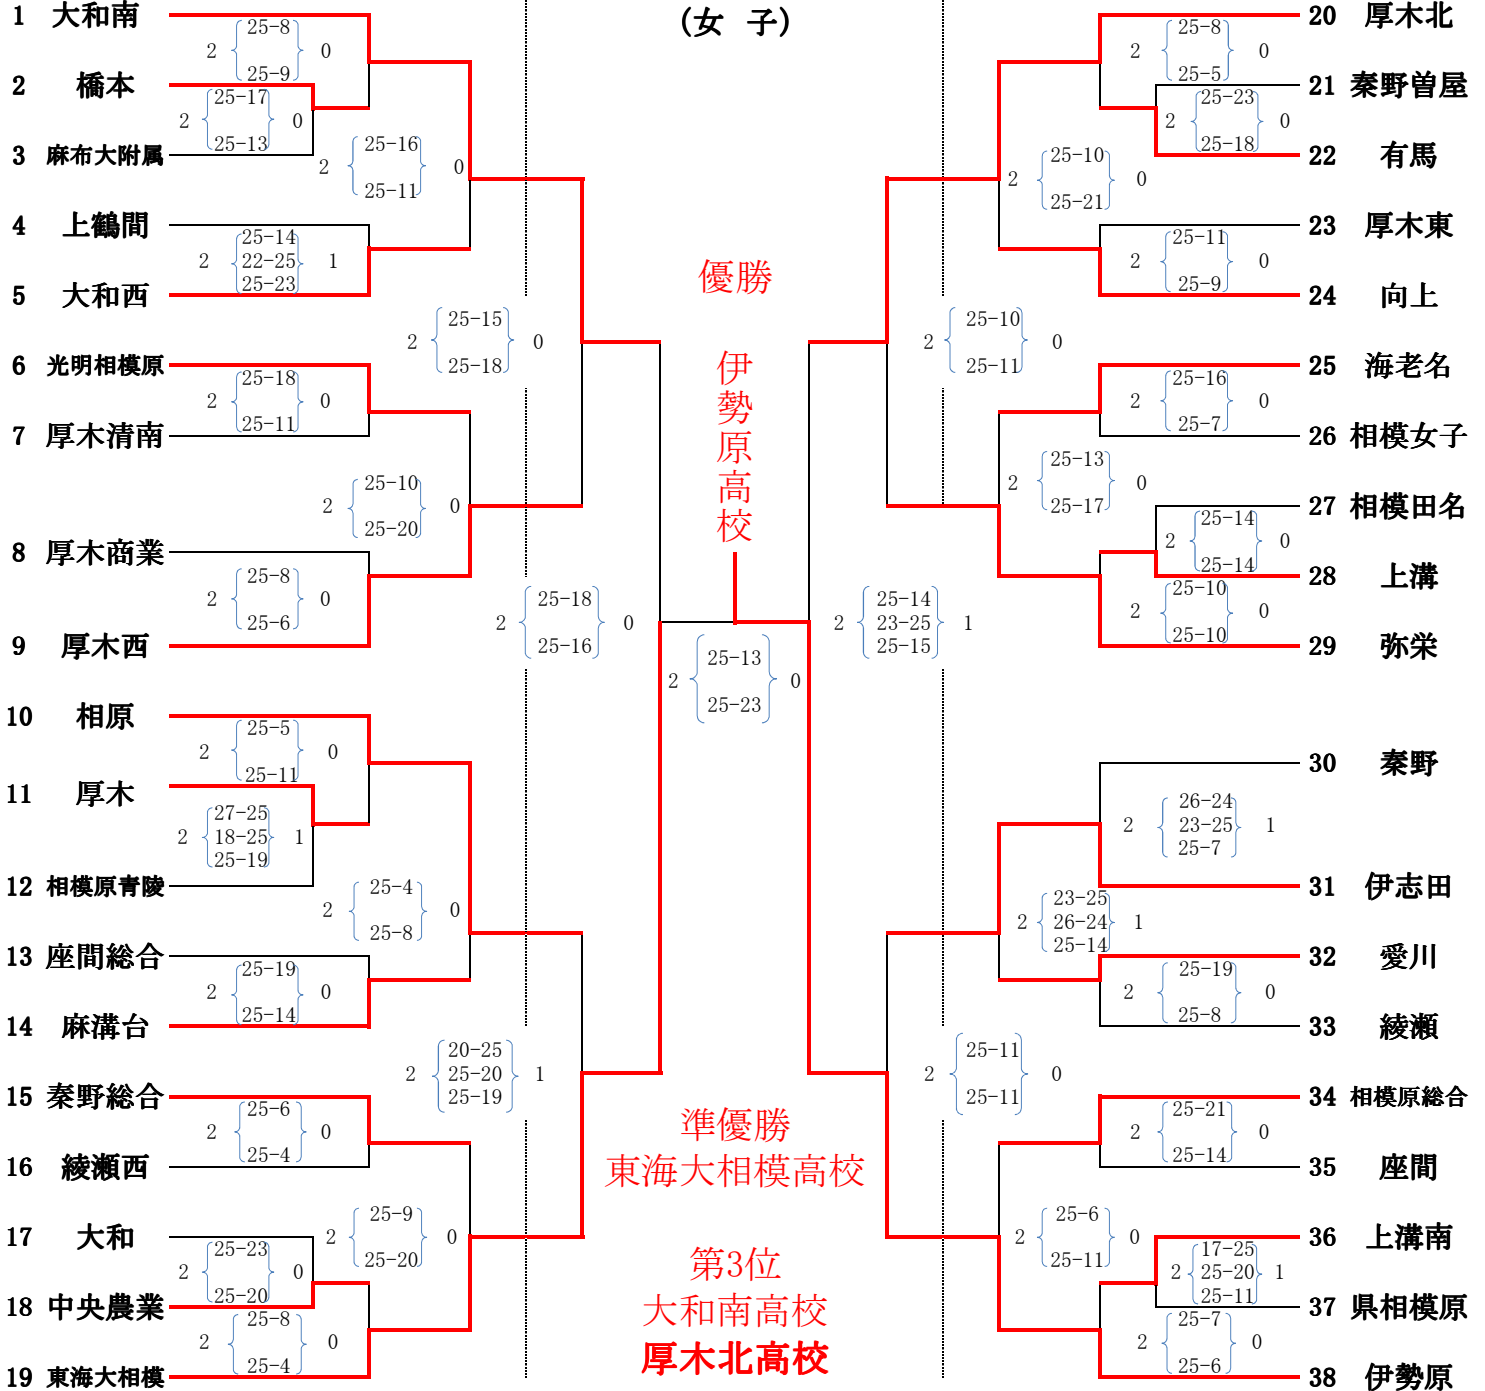 (女 子)
1 大和南
2 橋本
3 麻布大附属
4 上鶴間
5 大和西
6 光明相模原
7 厚木清南
8 厚木商業
9 厚木西
10 相原
11 厚木
12 相模原青陵
13 座間総合
14 麻溝台
15 秦野総合
16 綾瀬西
17 大和
18 中央農業
19 東海大相模
2 25-8 0
25-9
2 25-17 0
25-13
2 25-16 0
25-11
25-14
2 22-25 1
25-23
2 25-15 0
25-18
2 25-18 0
25-11
2 25-10 0
25-20
2 25-8 0
25-6
2 25-18 0
25-16
2 25-5 0
25-11
27-25
2 18-25 1
25-19
2 25-4 0
25-8
2 25-19 0
25-14
20-25
2 25-20 1
25-19
2 25-6 0
25-4
2 25-9 0
25-20
2 25-23 0
25-20
2 25-8 0
25-4
優勝
伊勢原高校
2 25-13 0
25-23
準優勝
東海大相模高校
第3位
大和南高校
厚木北高校
20 厚木北
21 秦野曽屋
22 有馬
23 厚木東
24 向上
25 海老名
26 相模女子
27 相模田名
28 上溝
29 弥栄
30 秦野
31 伊志田
32 愛川
33 綾瀬
34 相模原総合
35 座間
36 上溝南
37 県相模原
38 伊勢原
2 25-8 0
25-5
2 25-23 0
25-18
2 25-10 0
25-21
2 25-11 0
25-9
2 25-10 0
25-11
2 25-16 0
25-7
2 25-13 0
25-17
2 25-14 0
25-14
2 25-10 0
25-10
25-14
2 23-25 1
25-15
26-24
2 23-25 1
25-7
23-25
2 26-24 1
25-14
2 25-19 0
25-8
2 25-11 0
25-11
2 25-21 0
25-14
2 25-6 0
25-11
17-25
2 25-20 1
25-11
2 25-7 0
25-6